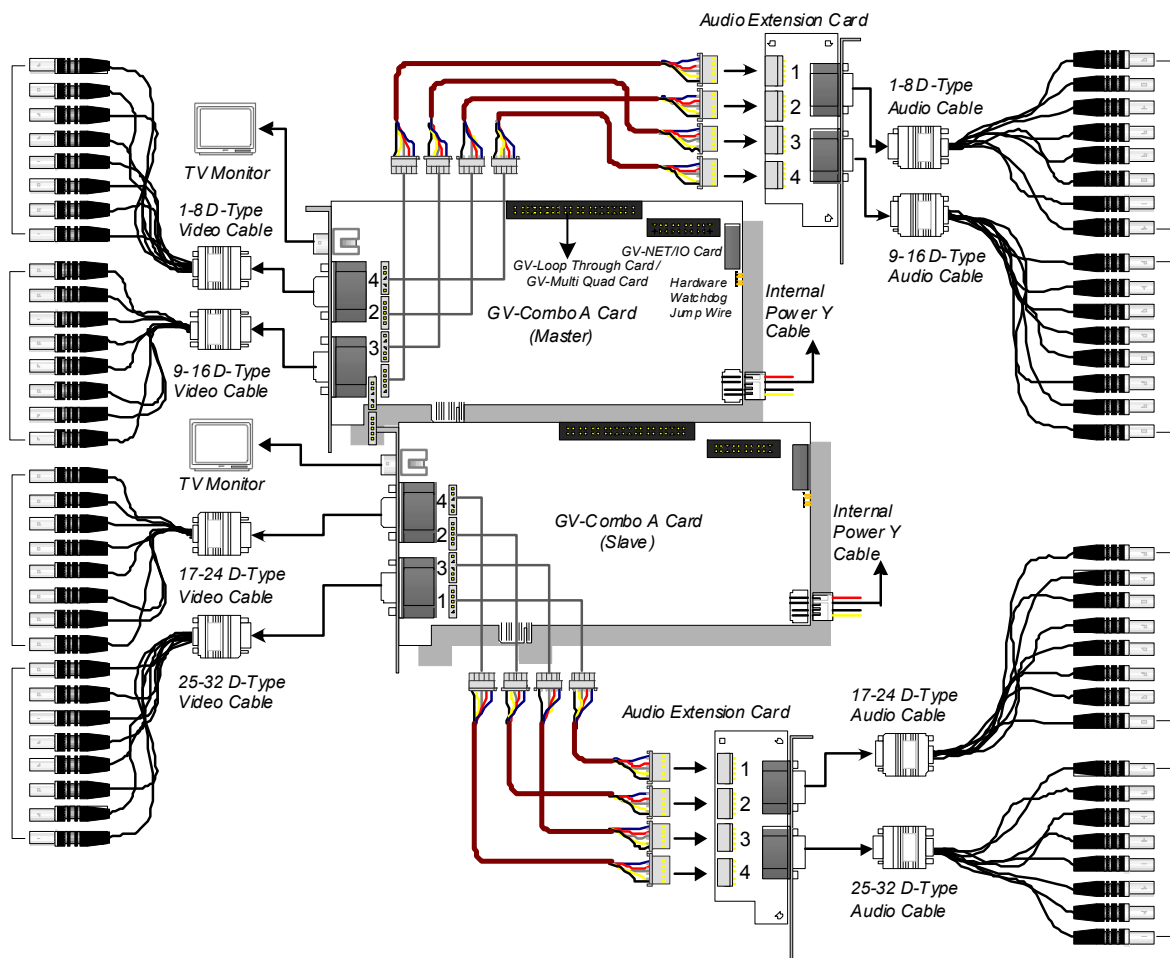 Audio Extension Card
1
2
3
4
1-8 D-Type
Audio Cable
9-16 D-Type
Audio Cable
TV Monitor
1-8 D-Type
Video Cable
9-16 D-Type
Video Cable
4
2
3
GV-Loop Through Card /
GV-Multi Quad Card
GV-NET/IO Card
Hardware
Watchdog
Jump Wire
GV-Combo A Card
(Master)
Internal
Power Y
Cable
TV Monitor
17-24 D-Type
Video Cable
25-32 D-Type
Video Cable
4
2
3
1
GV-Combo A Card
(Slave)
Internal
Power Y
Cable
Audio Extension Card
1
2
3
4
17-24 D-Type
Audio Cable
25-32 D-Type
Audio Cable